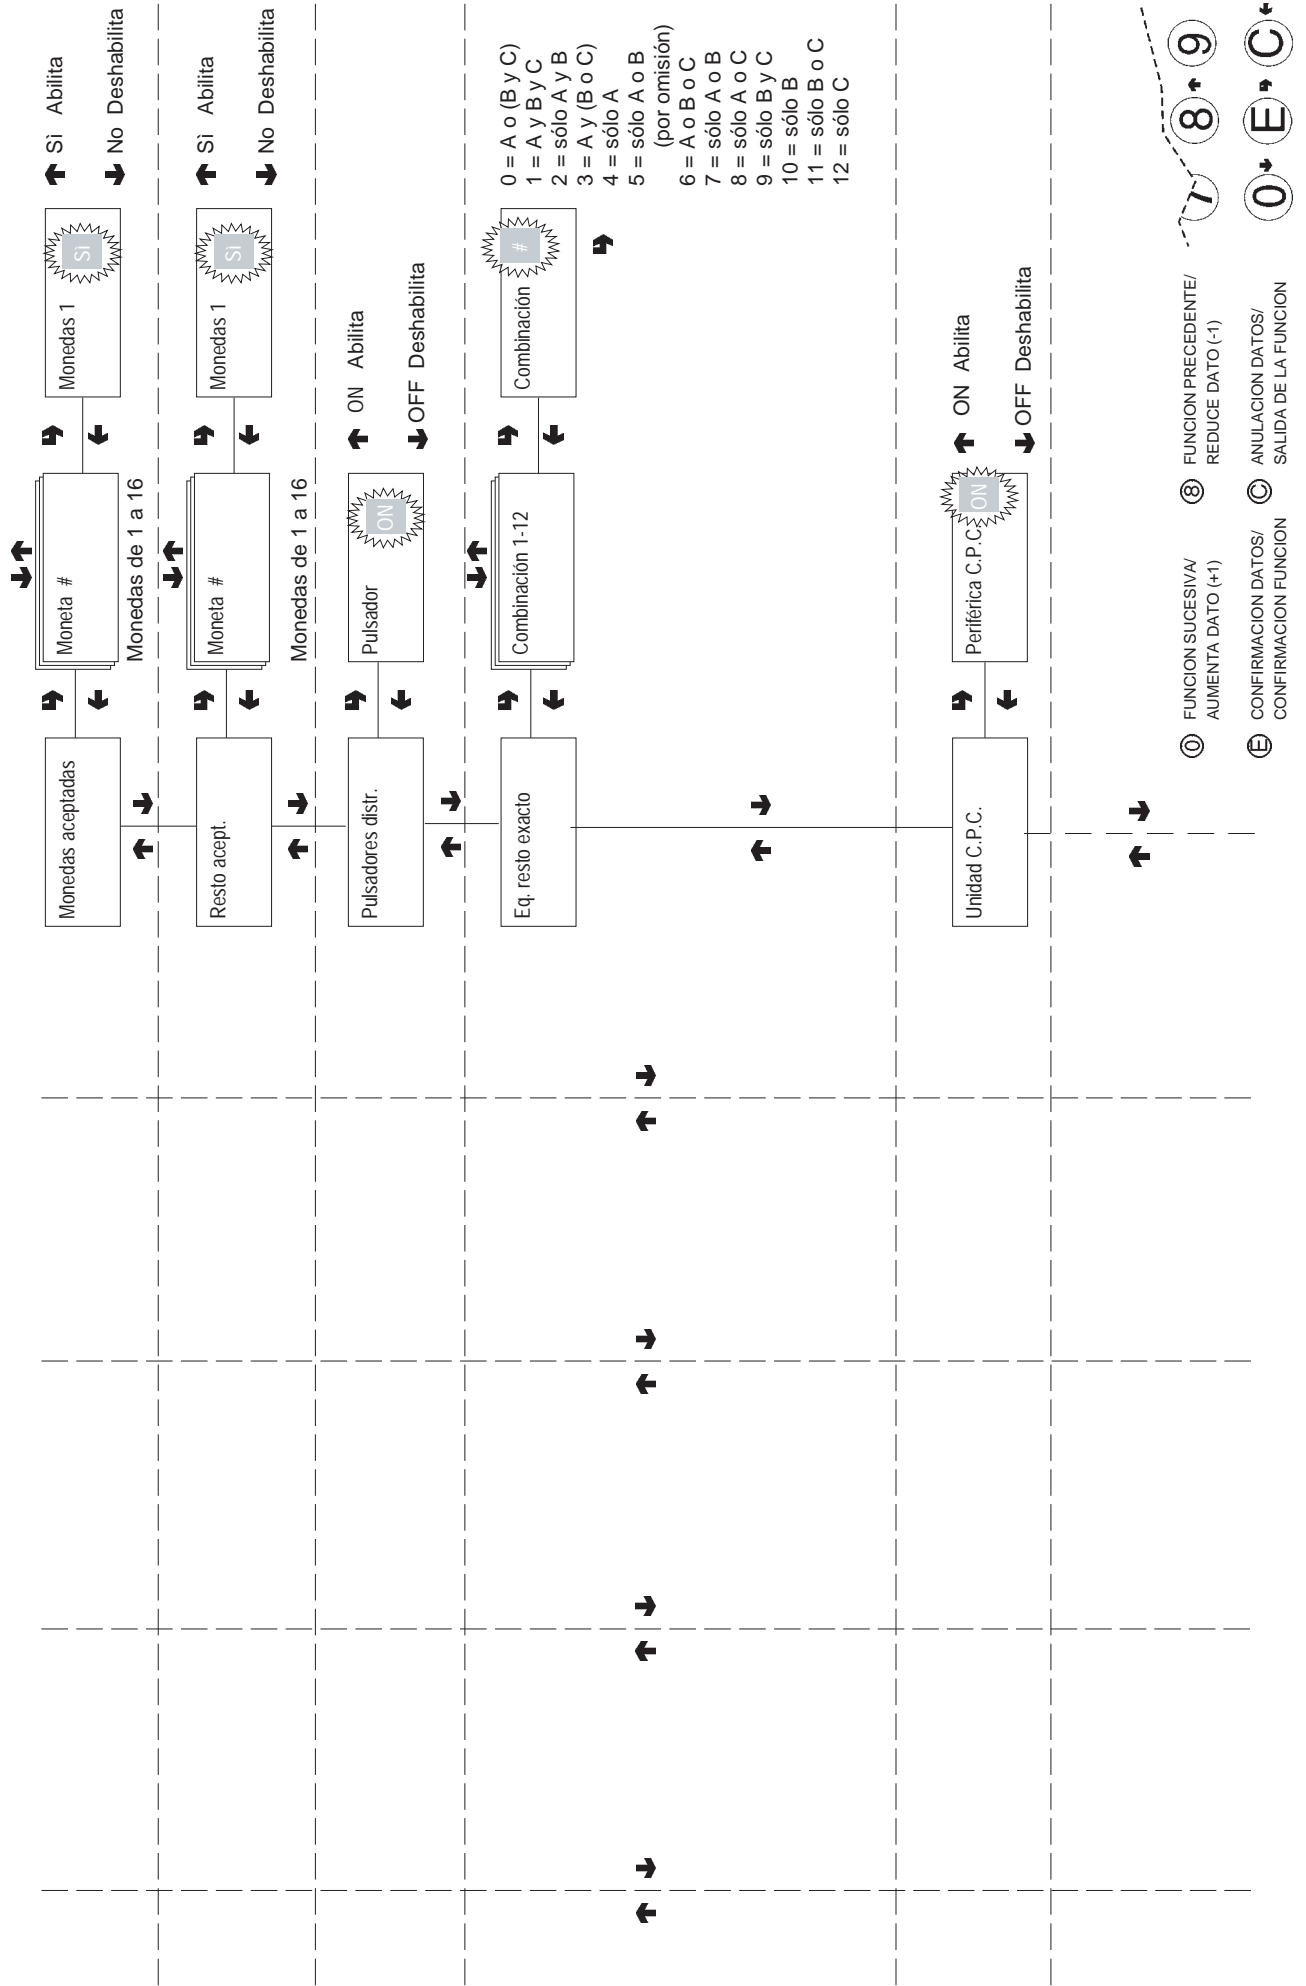 Monedas aceptadas
Moneta #
Monedas de 1 a 16
Monedas 1
Sì
Sì Abilita
No Deshabilita
Resto acept.
Moneta #
Monedas de 1 a 16
Monedas 1
Sì
Sì Abilita
No Deshabilita
Pulsadores distr.
Pulsador
ON
ON Abilita
OFF Deshabilita
Eq. resto exacto
Combinación 1-12
Combinación
#
0 = A o (B y C)
1 = A y B y C
2 = sólo A y B
3 = A y (B o C)
4 = sólo A
5 = sólo A o B
(por omisión)
6 = A o B o C
7 = sólo A o B
8 = sólo A o C
9 = sólo B y C
10 = sólo B
11 = sólo B o C
12 = sólo C
Unidad C.P.C.
Periférica C.P.C.
ON
ON Abilita
OFF Deshabilita
0 FUNCION SUCESIVA/
AUMENTA DATO (+1)
8 FUNCION PRECEDENTE/
REDUCE DATO (-1)
E CONFIRMACION DATOS/
CONFIRMACION FUNCION
C ANULACION DATOS/
SALIDA DE LA FUNCION
7 8 9
0 E C